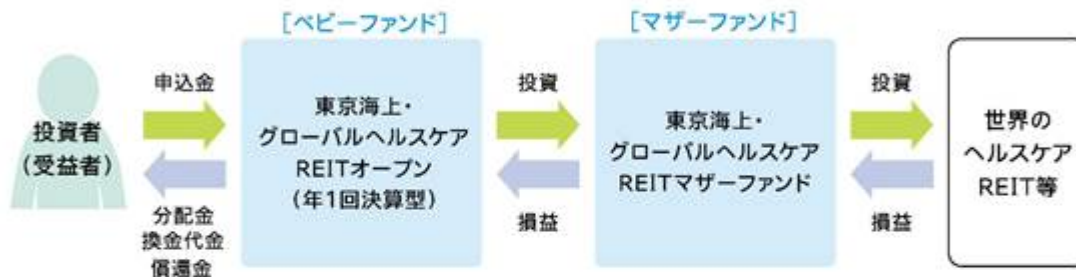 [ベビーファンド]
[マザーファンド]
投資者
(受益者)
申込金
分配金
換金代金
償還金
東京海上・
グローバルヘルスケア
REITオープン
(年1回決算型)
投資
損益
東京海上・
グローバルヘルスケア
REITマザーファンド
投資
損益
世界の
ヘルスケア
REIT等